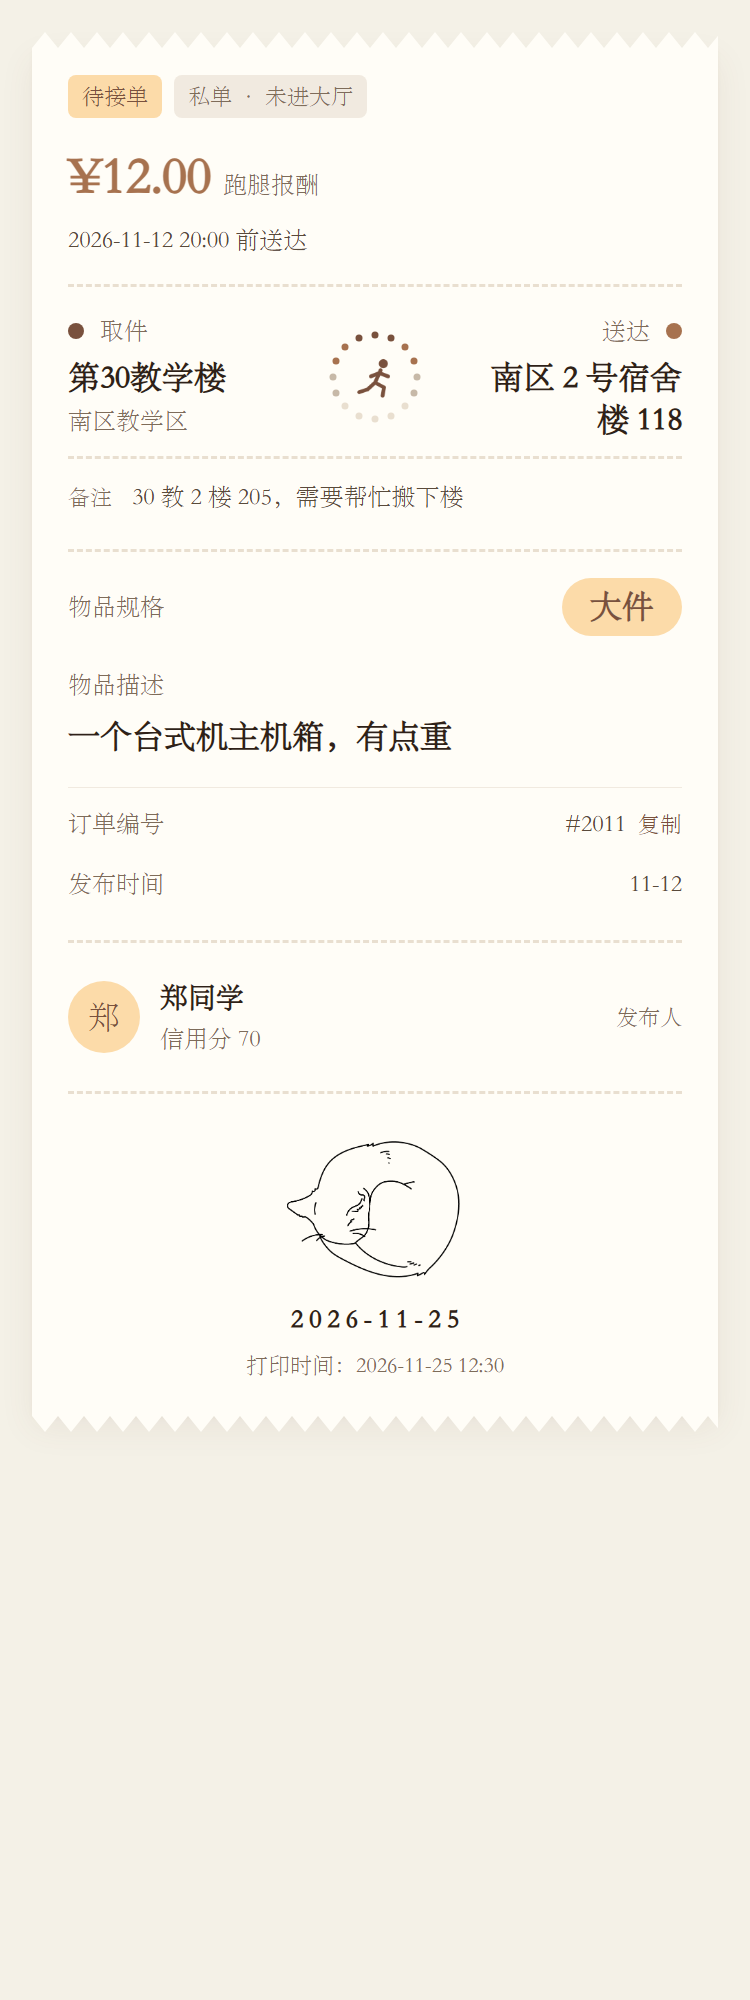 待接单 私单 · 未进大厅
¥12.00 跑腿报酬
2026-11-12 20:00 前送达
取件
第30教学楼
南区教学区
送达
南区 2 号宿舍
楼 118
备注 30 教 2 楼 205，需要帮忙搬下楼
物品规格 大件
物品描述
一个台式机主机箱，有点重
订单编号 #2011 复制
发布时间 11-12
郑 郑同学
信用分 70
发布人
2026-11-25
打印时间：2026-11-25 12:30